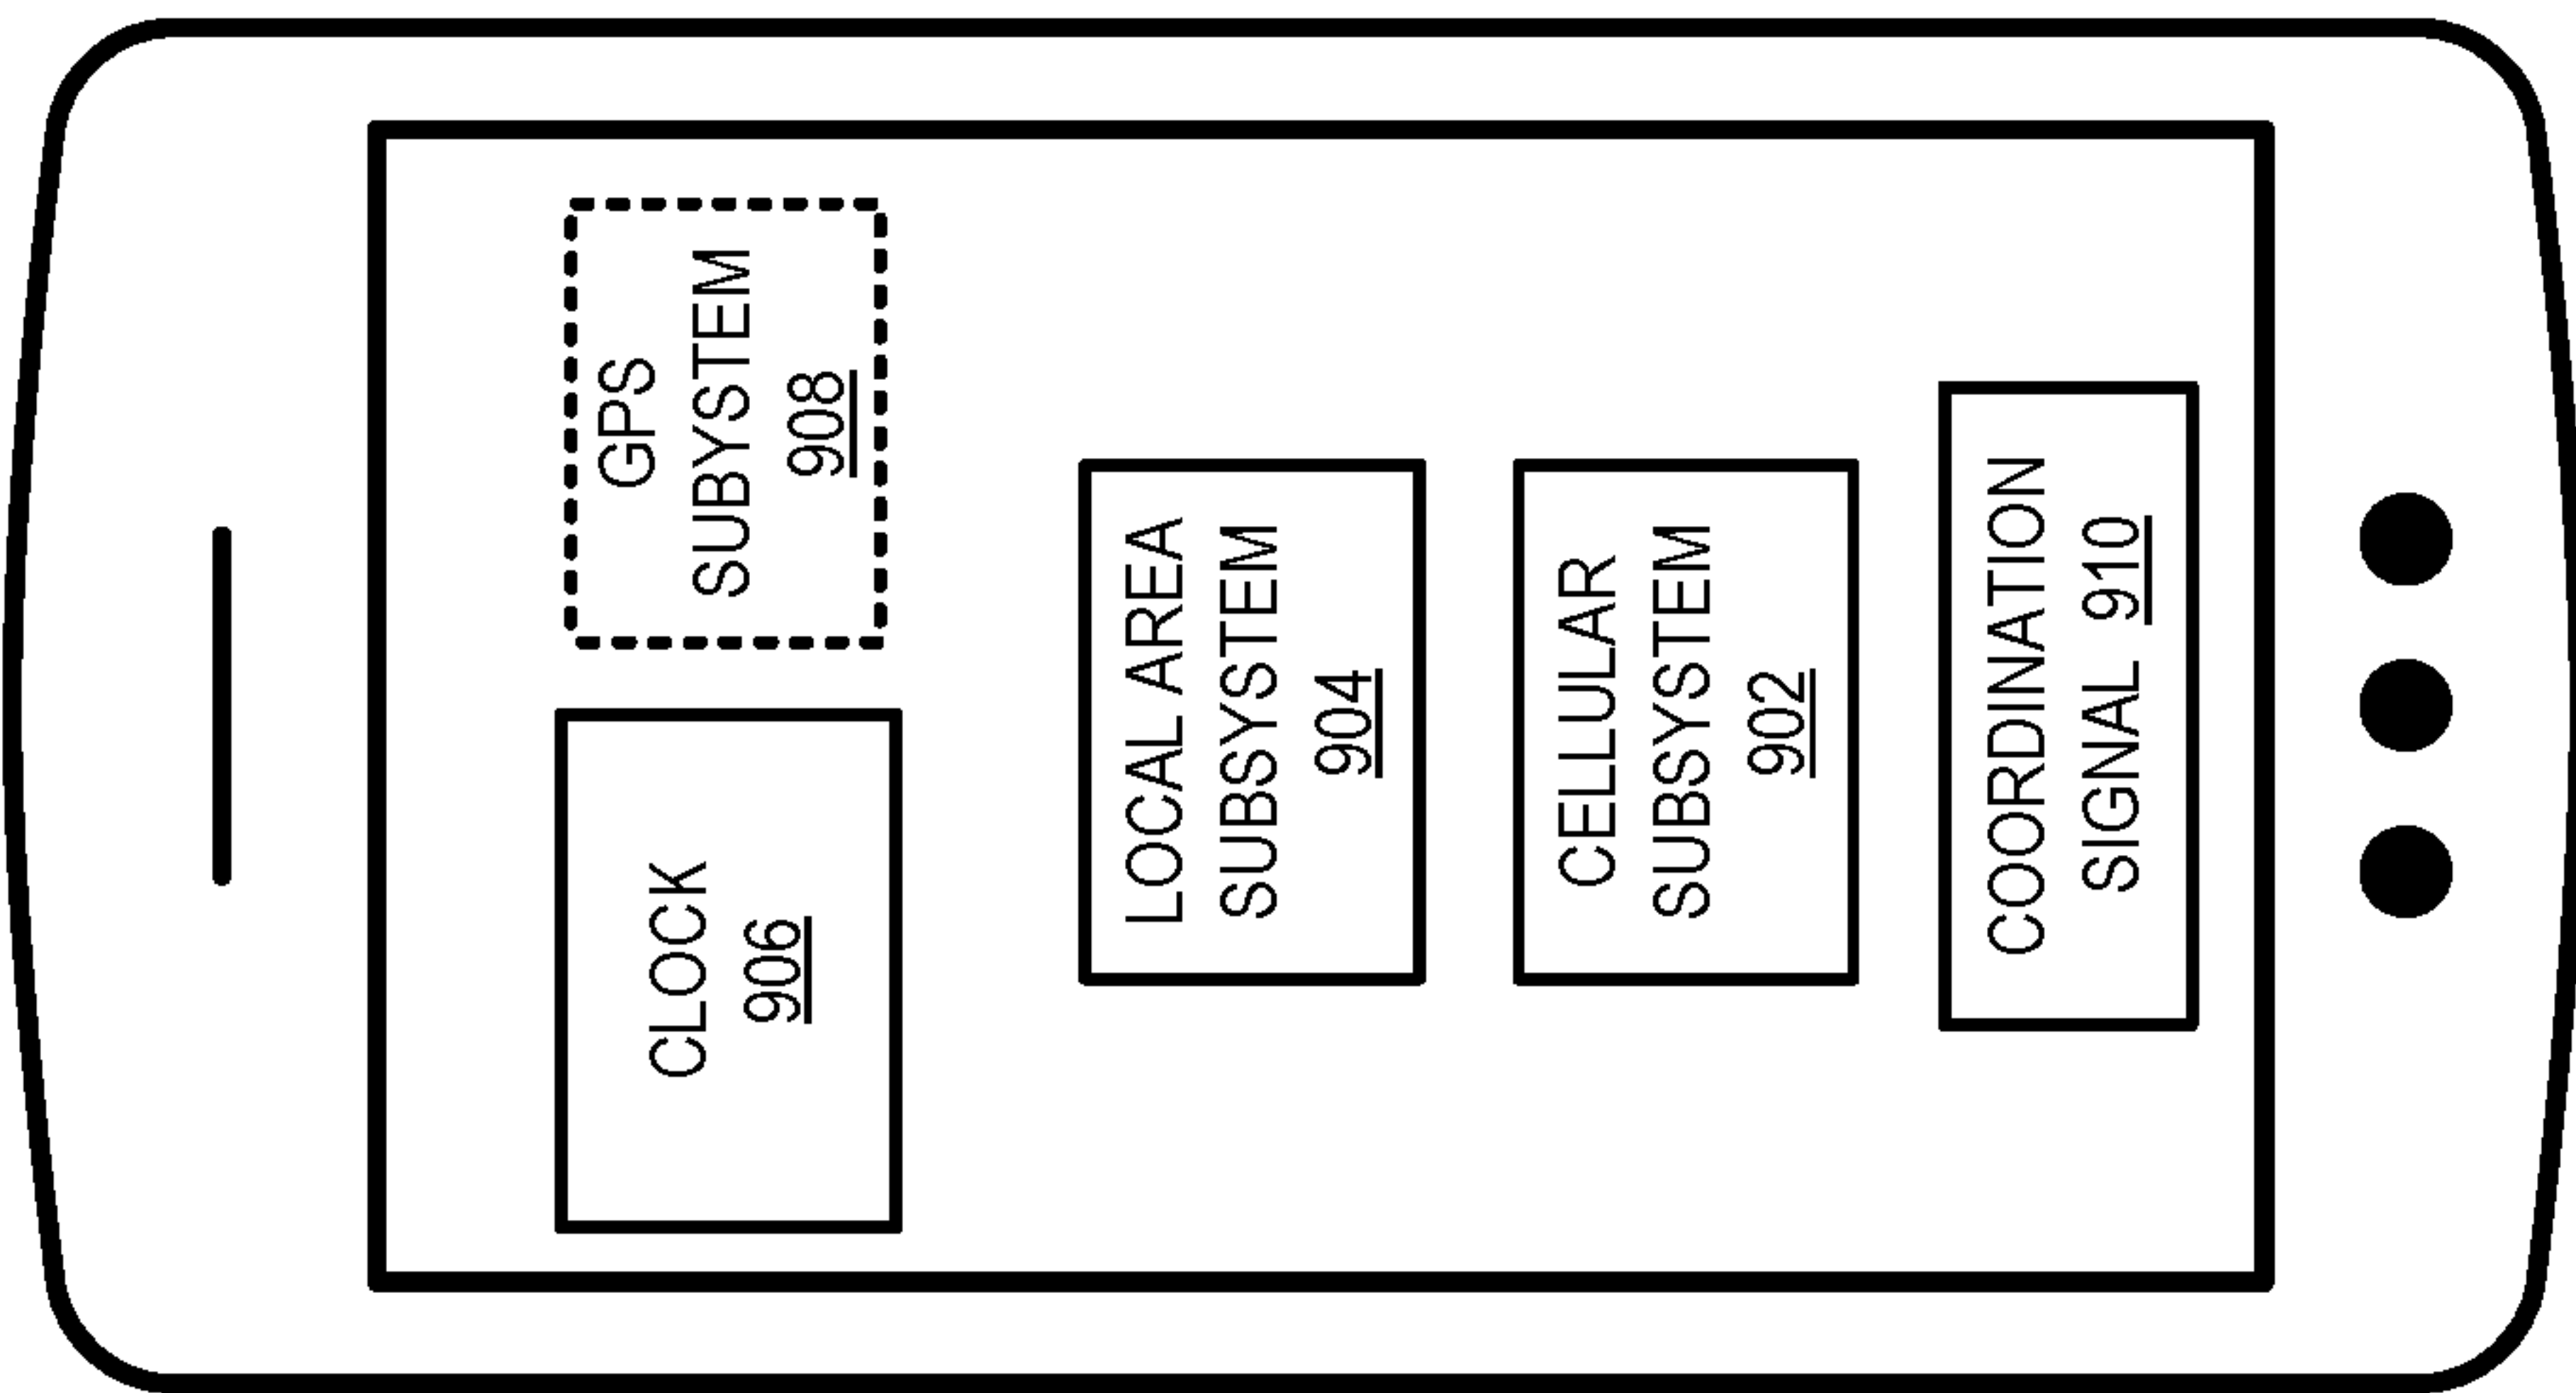 CLOCK
906
GPS
SUBYSTEM
908
LOCAL AREA
SUBSYSTEM
904
CELLULAR
SUBSYSTEM
902
COORDINATION
SIGNAL 910